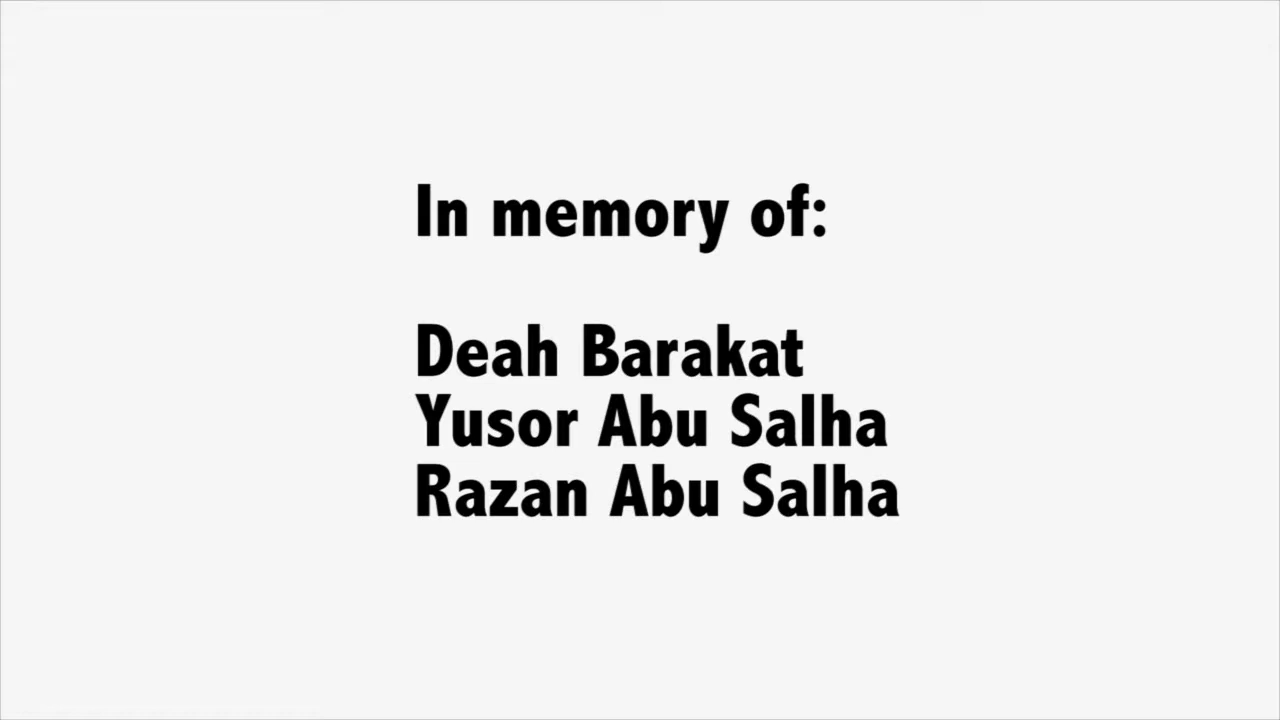 In memory of:
Deah Barakat
Yusor Abu Salha
Razan Abu Salha